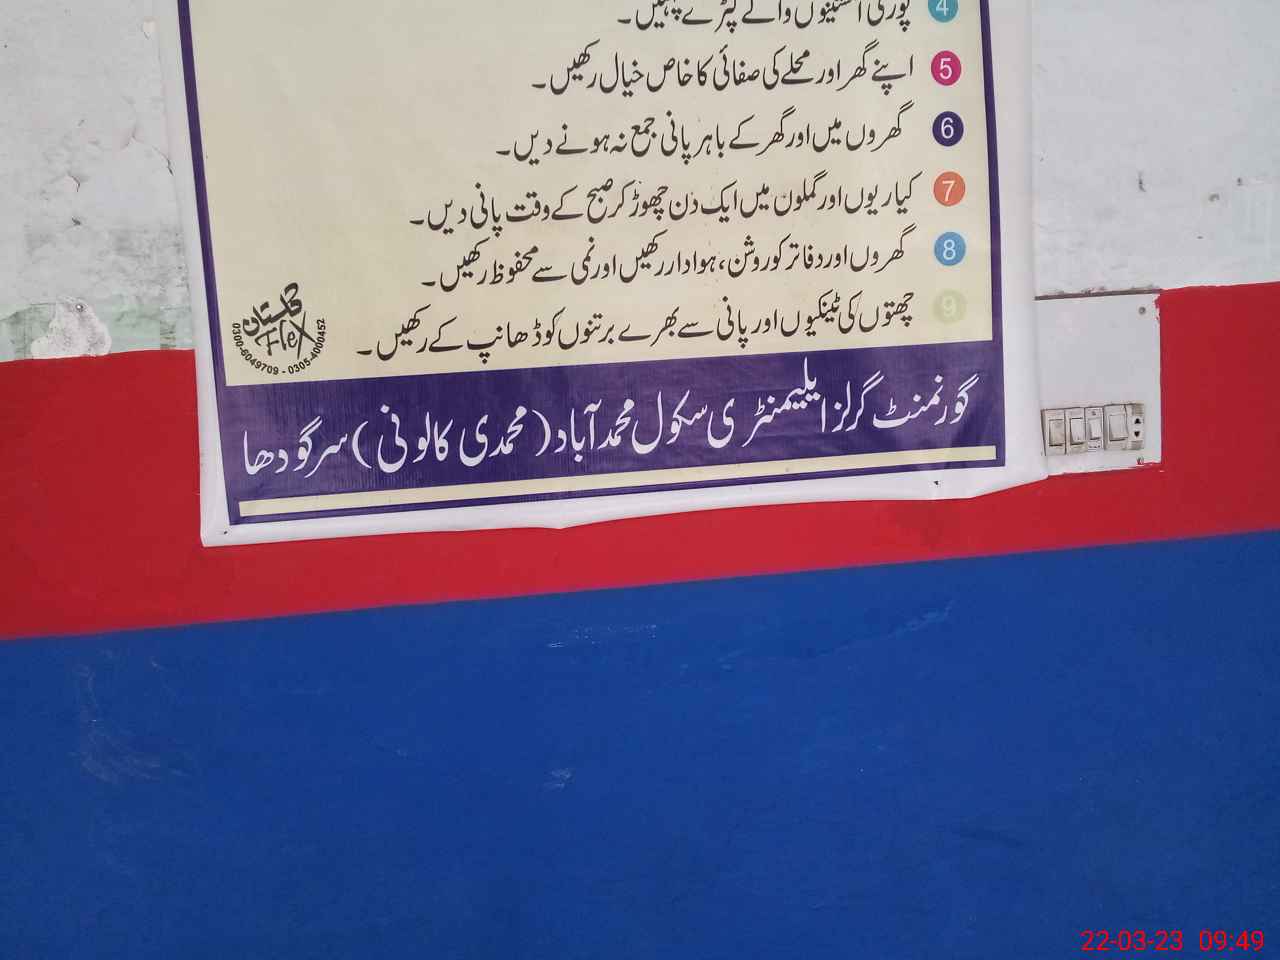 4 پوری آستینوں والے کپڑے پہنیں۔
5 اپنے گھر اور محلے کی صفائی کا خاص خیال رکھیں۔
6 گھروں میں اور گھر کے باہر پانی جمع نہ ہونے دیں۔
7 کیاریوں اور گملوں میں ایک دن چھوڑ کر صبح کے وقت پانی دیں۔
8 گھروں اور دفاتر کو روشن، ہوادار رکھیں اور نمی سے محفوظ رکھیں۔
9 چھتوں کی ٹینکیوں اور پانی سے بھرے برتنوں کو ڈھانپ کے رکھیں۔
گلستان
Flex
0300-6049709 - 0305-4000452
گورنمنٹ گرلز ایلیمنٹری سکول محمد آباد (محمدی کالونی) سرگودھا
22-03-23 09:49